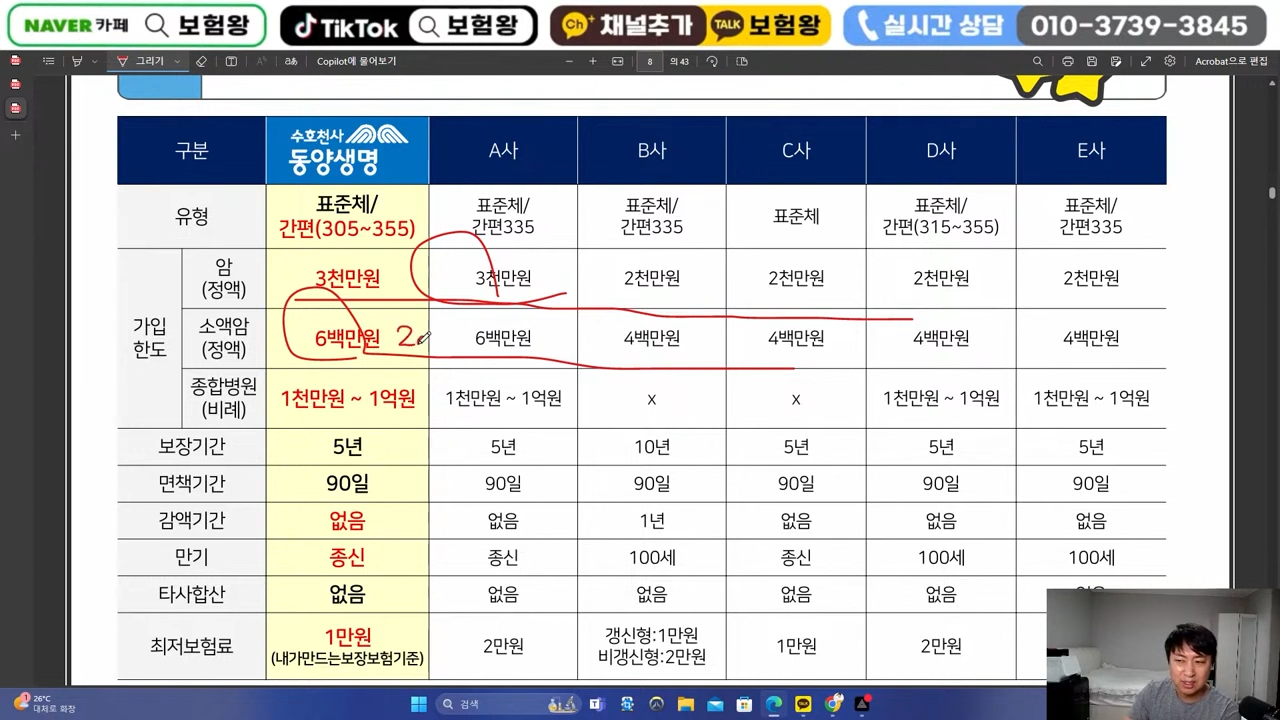 NAVER 카페 보험왕 TikTok 보험왕 Ch+ 채널추가 TALK 보험왕 실시간 상담 010-3739-3845
그리기 Copilot에 물어보기 8 의 43 Acrobat으로 편집
구분 수호천사 동양생명 A사 B사 C사 D사 E사
유형 표준체/ 간편(305~355) 표준체/ 간편335 표준체/ 간편335 표준체 표준체/ 간편(315~355) 표준체/ 간편335
가입 한도
암 (정액) 3천만원 3천만원 2천만원 2천만원 2천만원 2천만원
소액암 (정액) 6백만원 2 6백만원 4백만원 4백만원 4백만원 4백만원
종합병원 (비례) 1천만원 ~ 1억원 1천만원 ~ 1억원 x x 1천만원 ~ 1억원 1천만원 ~ 1억원
보장기간 5년 5년 10년 5년 5년 5년
면책기간 90일 90일 90일 90일 90일 90일
감액기간 없음 없음 1년 없음 없음 없음
만기 종신 종신 100세 종신 100세 100세
타사합산 없음 없음 없음 없음 없음
최저보험료 1만원 (내가만드는보장보험기준) 2만원 갱신형:1만원 비갱신형:2만원 1만원 2만원
26°C
대체로 화창
검색